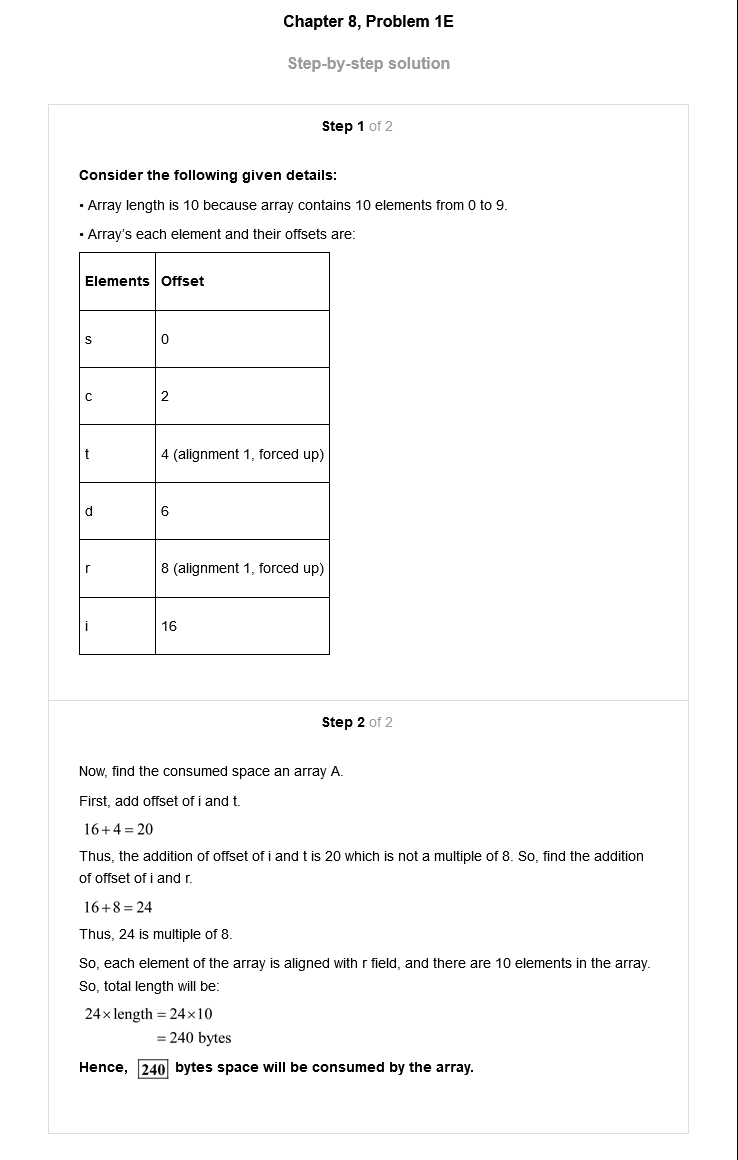 Chapter 8, Problem 1E
Step-by-step solution
Step 1 of 2
Consider the following given details:
• Array length is 10 because array contains 10 elements from 0 to 9.
• Array's each element and their offsets are:
Elements Offset
s 0
c 2
t 4 (alignment 1, forced up)
d 6
r 8 (alignment 1, forced up)
i 16
Step 2 of 2
Now, find the consumed space an array A.
First, add offset of i and t.
16+4=20
Thus, the addition of offset of i and t is 20 which is not a multiple of 8. So, find the addition
of offset of i and r.
16+8=24
Thus, 24 is multiple of 8.
So, each element of the array is aligned with r field, and there are 10 elements in the array.
So, total length will be:
24×length = 24×10
= 240 bytes
Hence, 240 bytes space will be consumed by the array.